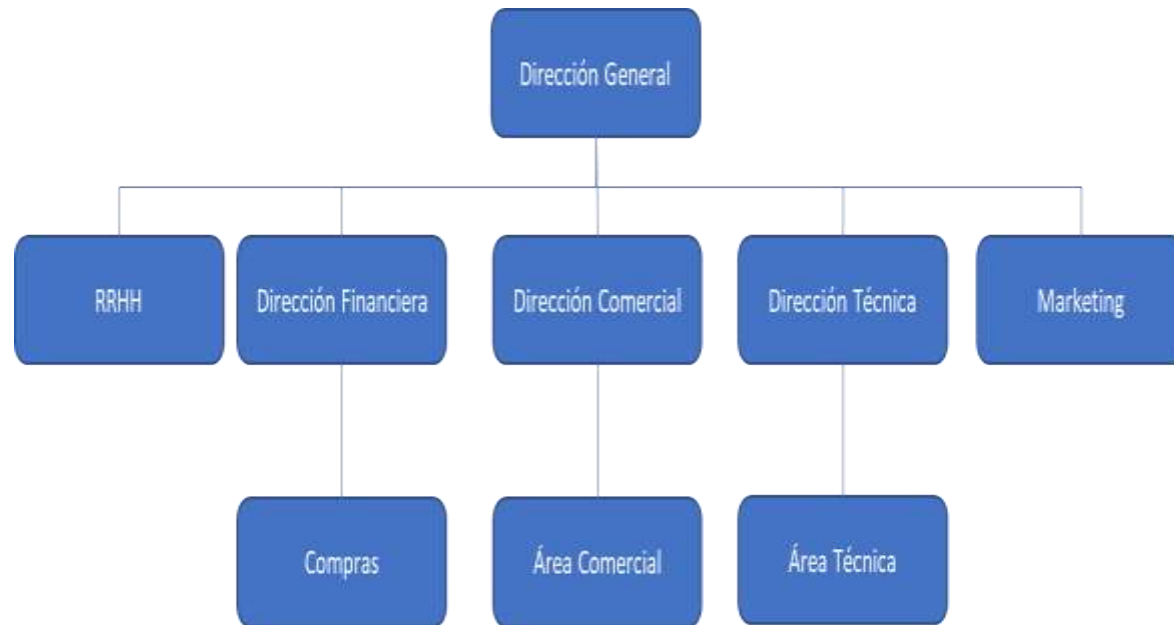 Dirección General
RRHH
Dirección Financiera
Dirección Comercial
Dirección Técnica
Marketing
Compras
Área Comercial
Área Técnica